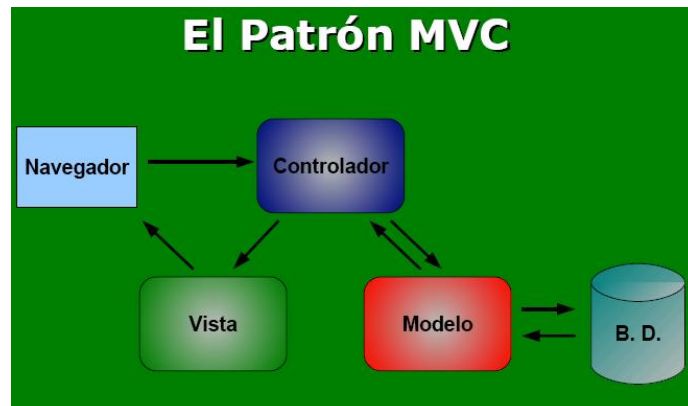 El Patrón MVC
Navegador
Controlador
Vista
Modelo
B. D.